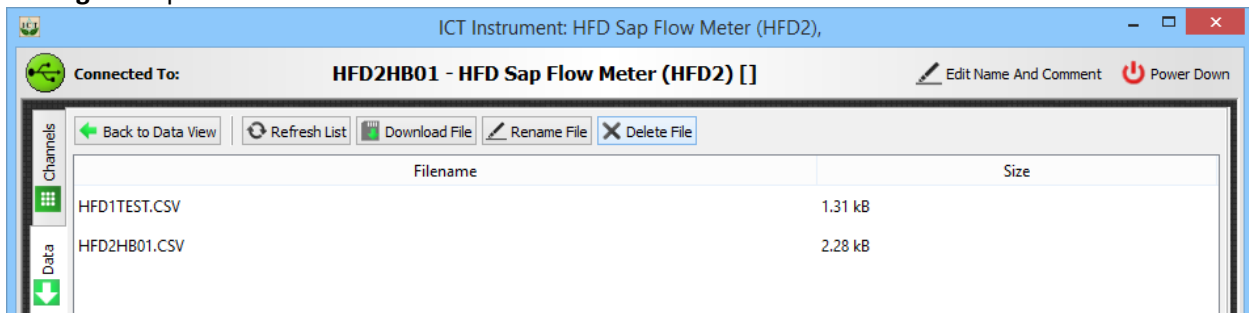 ICT
ICT Instrument: HFD Sap Flow Meter (HFD2),
Connected To: HFD2HB01 - HFD Sap Flow Meter (HFD2) [] Edit Name And Comment Power Down
Channels
Back to Data View Refresh List Download File Rename File Delete File
Filename Size
HFD1TEST.CSV 1.31 kB
HFD2HB01.CSV 2.28 kB
Data